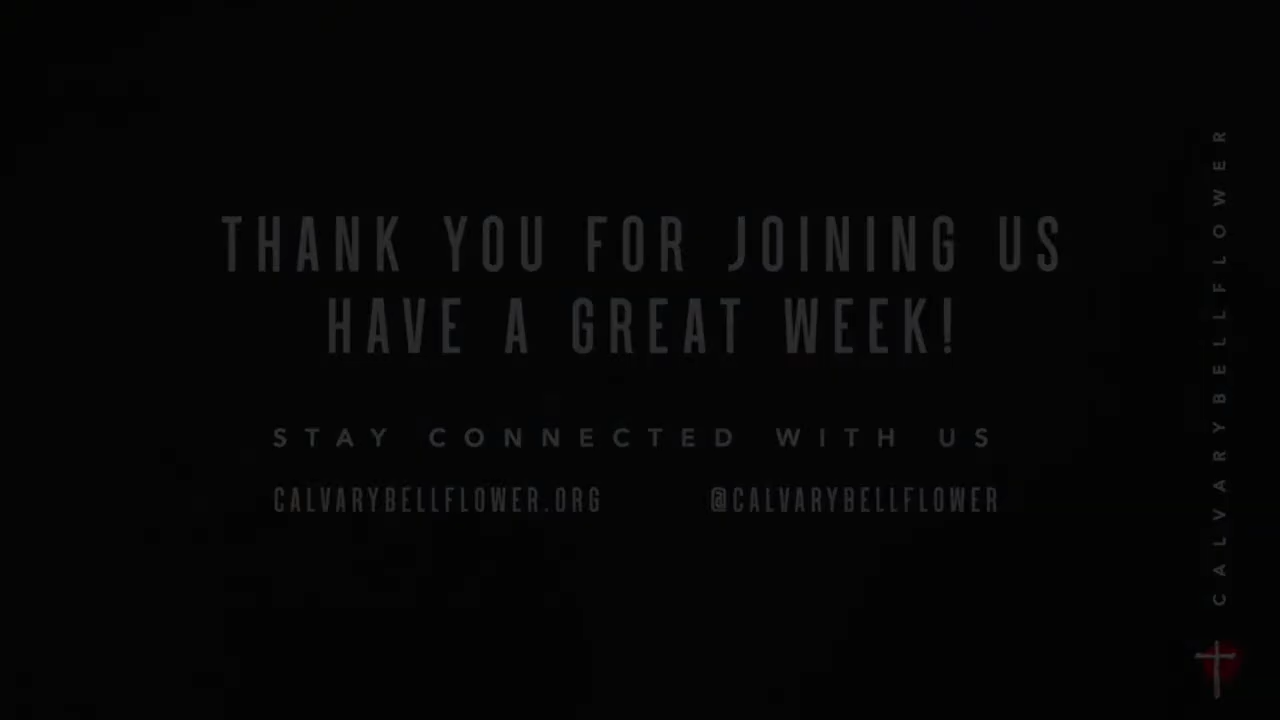 THANK YOU FOR JOINING US
HAVE A GREAT WEEK!
STAY CONNECTED WITH US
CALVARYBELLFLOWER.ORG
@CALVARYBELLFLOWER
CALVARYBELLFLOWER